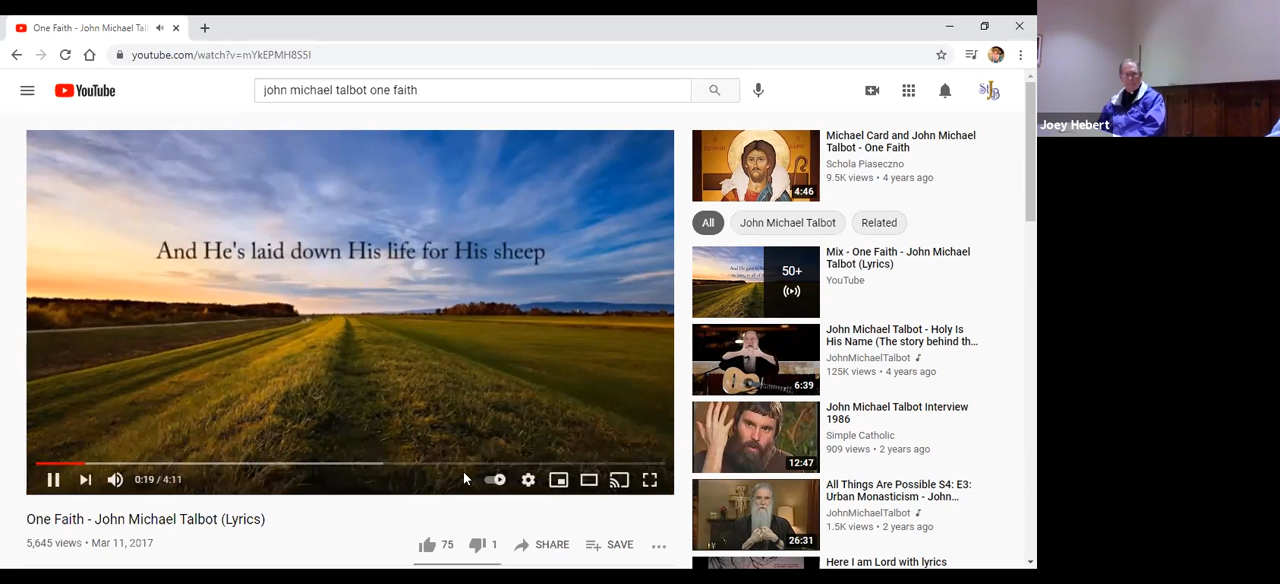 One Faith - John Michael Tal
youtube.com/watch?v=mYkEPMH8S5I
YouTube
john michael talbot one faith
And He's laid down His life for His sheep
0:19 / 4:11
One Faith - John Michael Talbot (Lyrics)
5,645 views • Mar 11, 2017
75
1
SHARE
SAVE
4:46
Michael Card and John Michael
Talbot - One Faith
Schola Piaseczno
9.5K views • 4 years ago
All
John Michael Talbot
Related
50+
Mix - One Faith - John Michael
Talbot (Lyrics)
YouTube
6:39
John Michael Talbot - Holy Is
His Name (The story behind th...
JohnMichaelTalbot
125K views • 4 years ago
12:47
John Michael Talbot Interview
1986
Simple Catholic
909 views • 2 years ago
26:31
All Things Are Possible S4: E3:
Urban Monasticism - John...
JohnMichaelTalbot
1.5K views • 2 years ago
Here I am Lord with lyrics
Joey Hebert